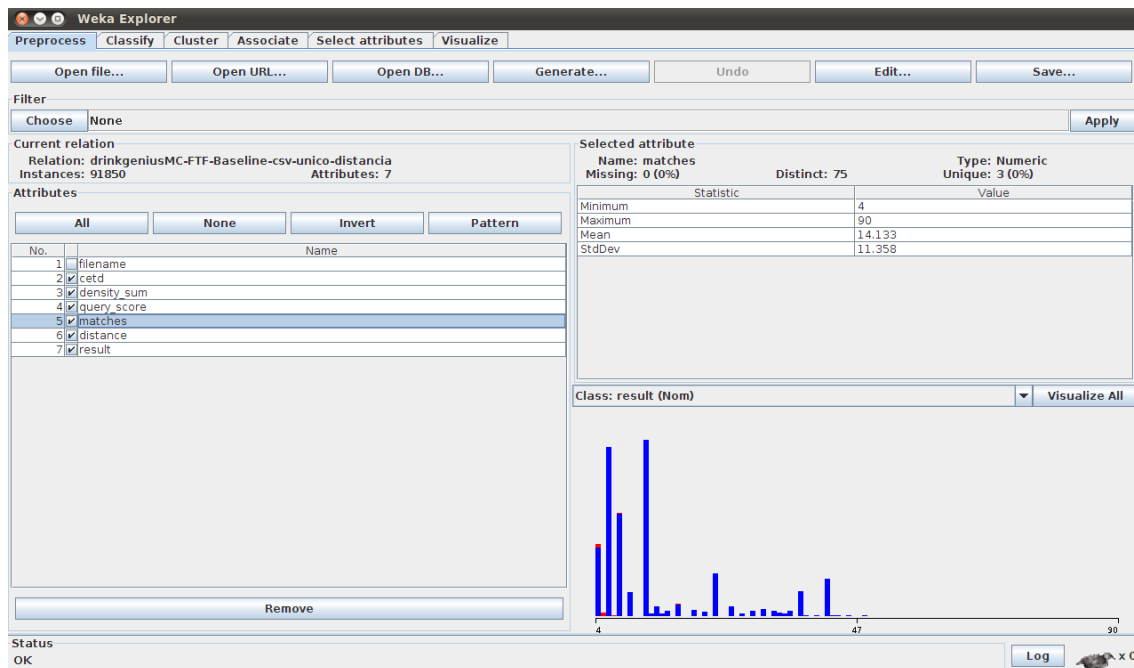 Weka Explorer
Preprocess Classify Cluster Associate Select attributes Visualize
Open file... Open URL... Open DB... Generate... Undo Edit... Save...
Filter
Choose None Apply
Current relation
Relation: drinkgeniusMC-FTF-Baseline-csv-unico-distancia
Instances: 91850 Attributes: 7
Attributes
All None Invert Pattern
No. Name
1 filename
2 cetd
3 density_sum
4 query_score
5 matches
6 distance
7 result
Remove
Selected attribute
Name: matches Type: Numeric
Missing: 0 (0%) Distinct: 75 Unique: 3 (0%)
Statistic Value
Minimum 4
Maximum 90
Mean 14.133
StdDev 11.358
Class: result (Nom) Visualize All
4 47 90
Status
OK
Log x 0